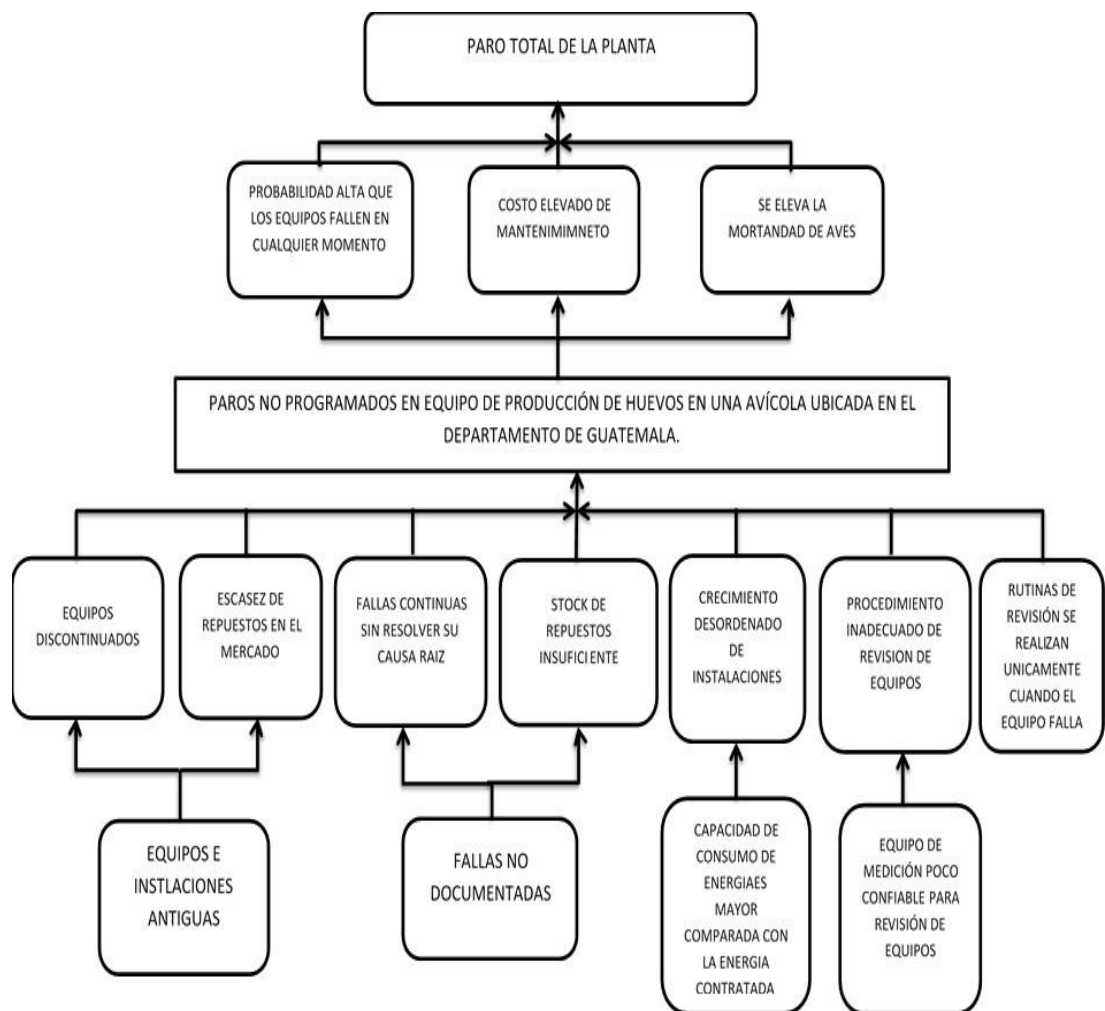 PARO TOTAL DE LA PLANTA
PROBABILIDAD ALTA QUE
LOS EQUIPOS FALLEN EN
CUALQUIER MOMENTO
COSTO ELEVADO DE
MANTENIMIMNETO
SE ELEVA LA
MORTANDAD DE AVES
PAROS NO PROGRAMADOS EN EQUIPO DE PRODUCCIÓN DE HUEVOS EN UNA AVÍCOLA UBICADA EN EL
DEPARTAMENTO DE GUATEMALA.
EQUIPOS
DISCONTINUADOS
ESCASEZ DE
REPUESTOS EN EL
MERCADO
FALLAS CONTINUAS
SIN RESOLVER SU
CAUSA RAIZ
STOCK DE
REPUESTOS
INSUFICIENTE
CRECIMIENTO
DESORDENADO
DE
INSTALACIONES
PROCEDIMIENTO
INADECUADO DE
REVISION DE
EQUIPOS
RUTINAS DE
REVISIÓN SE
REALIZAN
UNICAMENTE
CUANDO EL
EQUIPO FALLA
EQUIPOS E
INSTLACIONES
ANTIGUAS
FALLAS NO
DOCUMENTADAS
CAPACIDAD DE
CONSUMO DE
ENERGIAES
MAYOR
COMPARADA CON
LA ENERGIA
CONTRATADA
EQUIPO DE
MEDICIÓN POCO
CONFIABLE PARA
REVISIÓN DE
EQUIPOS